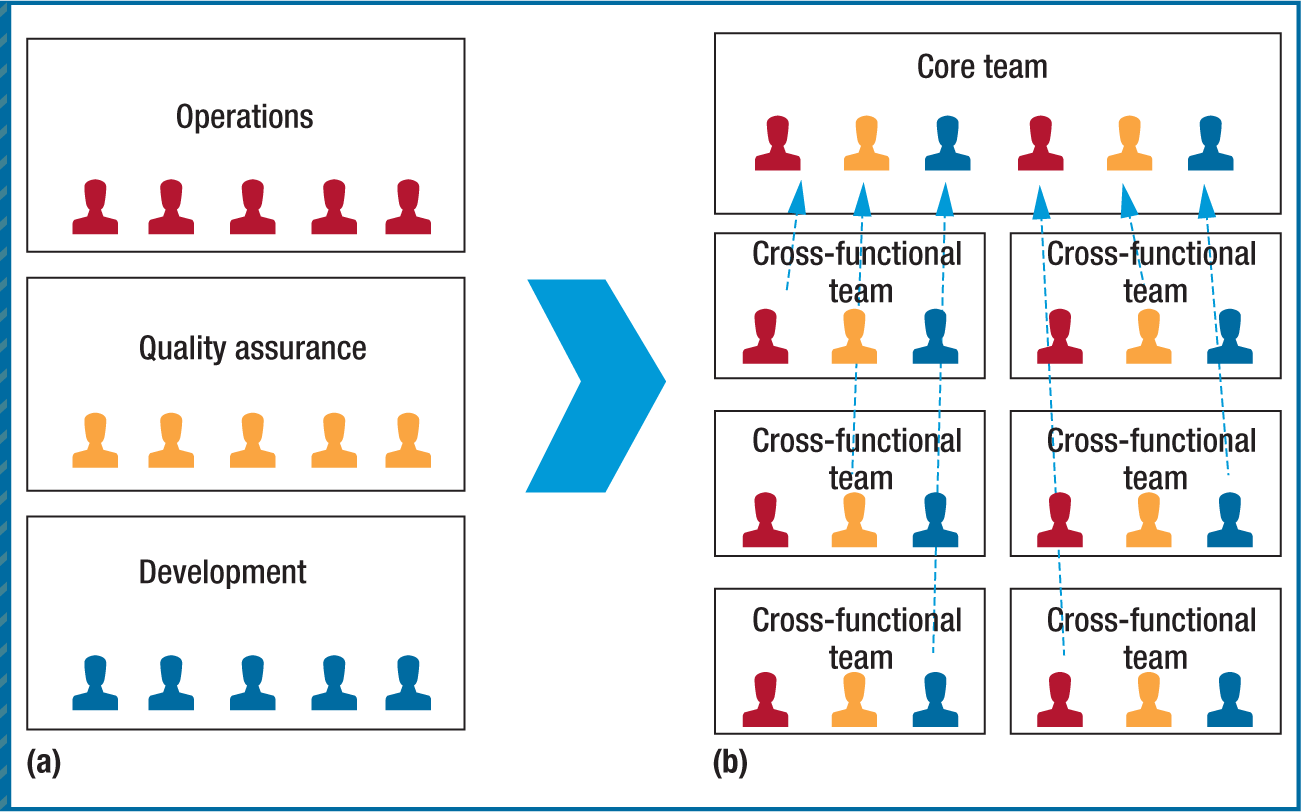 Operations
Quality assurance
Development
(a)
Core team
Cross-functional
team
Cross-functional
team
Cross-functional
team
Cross-functional
team
Cross-functional
team
Cross-functional
team
(b)